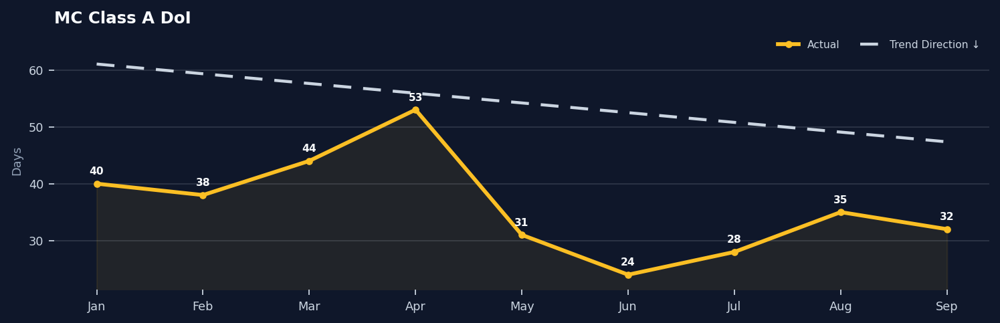 MC Class A DoI
Actual
Trend Direction ↓
60
50
40
30
Days
40
38
44
53
31
24
28
35
32
Jan
Feb
Mar
Apr
May
Jun
Jul
Aug
Sep